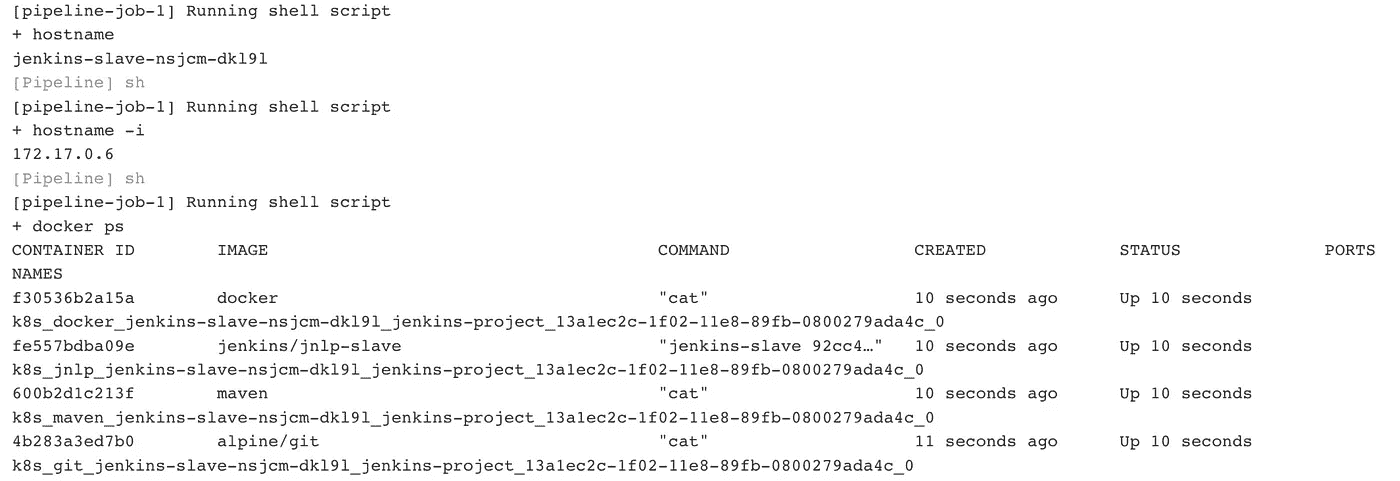 [pipeline-job-1] Running shell script
+ hostname
jenkins-slave-nsjcm-dkl9l
[Pipeline] sh
[pipeline-job-1] Running shell script
+ hostname -i
172.17.0.6
[Pipeline] sh
[pipeline-job-1] Running shell script
+ docker ps
CONTAINER ID        IMAGE                                      COMMAND                  CREATED             STATUS              PORTS
NAMES
f30536b2a15a        docker                                     "cat"                    10 seconds ago      Up 10 seconds
k8s_docker_jenkins-slave-nsjcm-dkl9l_jenkins-project_13a1ec2c-1f02-11e8-89fb-0800279ada4c_0
fe557bdba09e        jenkins/jnlp-slave                         "jenkins-slave 92cc4…"   10 seconds ago      Up 10 seconds
k8s_jnlp_jenkins-slave-nsjcm-dkl9l_jenkins-project_13a1ec2c-1f02-11e8-89fb-0800279ada4c_0
600b2d1c213f        maven                                      "cat"                    10 seconds ago      Up 10 seconds
k8s_maven_jenkins-slave-nsjcm-dkl9l_jenkins-project_13a1ec2c-1f02-11e8-89fb-0800279ada4c_0
4b283a3ed7b0        alpine/git                                 "cat"                    11 seconds ago      Up 10 seconds
k8s_git_jenkins-slave-nsjcm-dkl9l_jenkins-project_13a1ec2c-1f02-11e8-89fb-0800279ada4c_0